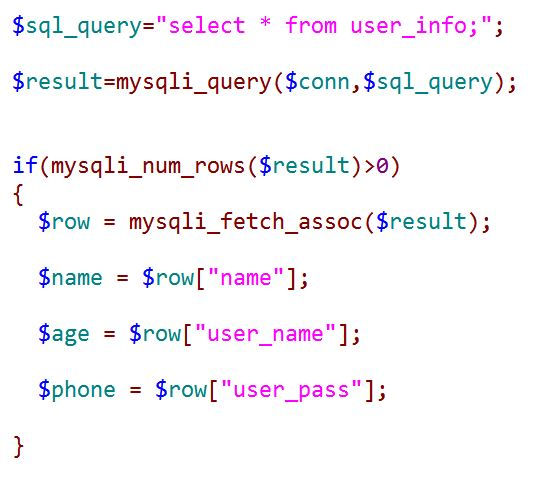 $sql_query="select * from user_info;";
$result=mysqli_query($conn,$sql_query);
if(mysqli_num_rows($result)>0)
{
$row = mysqli_fetch_assoc($result);
$name = $row["name"];
$age = $row["user_name"];
$phone = $row["user_pass"];
}